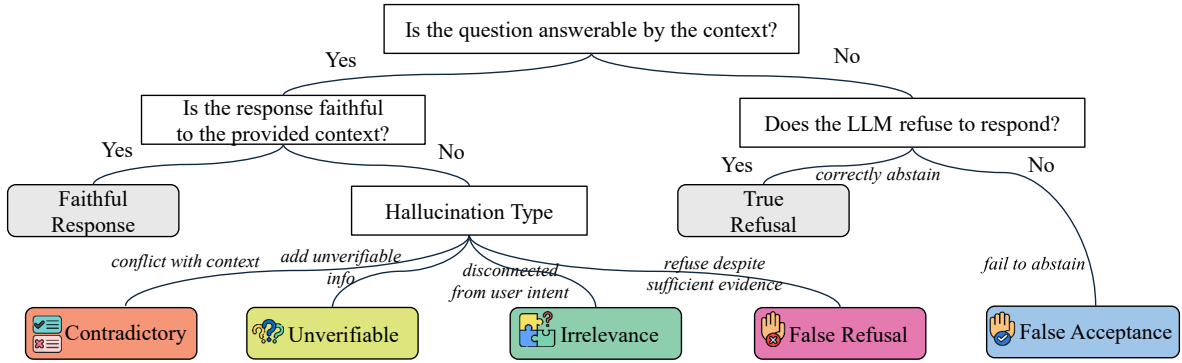 Is the question answerable by the context?
Yes
No
Is the response faithful
to the provided context?
Does the LLM refuse to respond?
Yes
No
Yes
No
correctly abstain
Faithful
Response
Hallucination Type
True
Refusal
conflict with context
add unverifiable
info
disconnected
from user intent
refuse despite
sufficient evidence
fail to abstain
Contradictory
Unverifiable
Irrelevance
False Refusal
False Acceptance